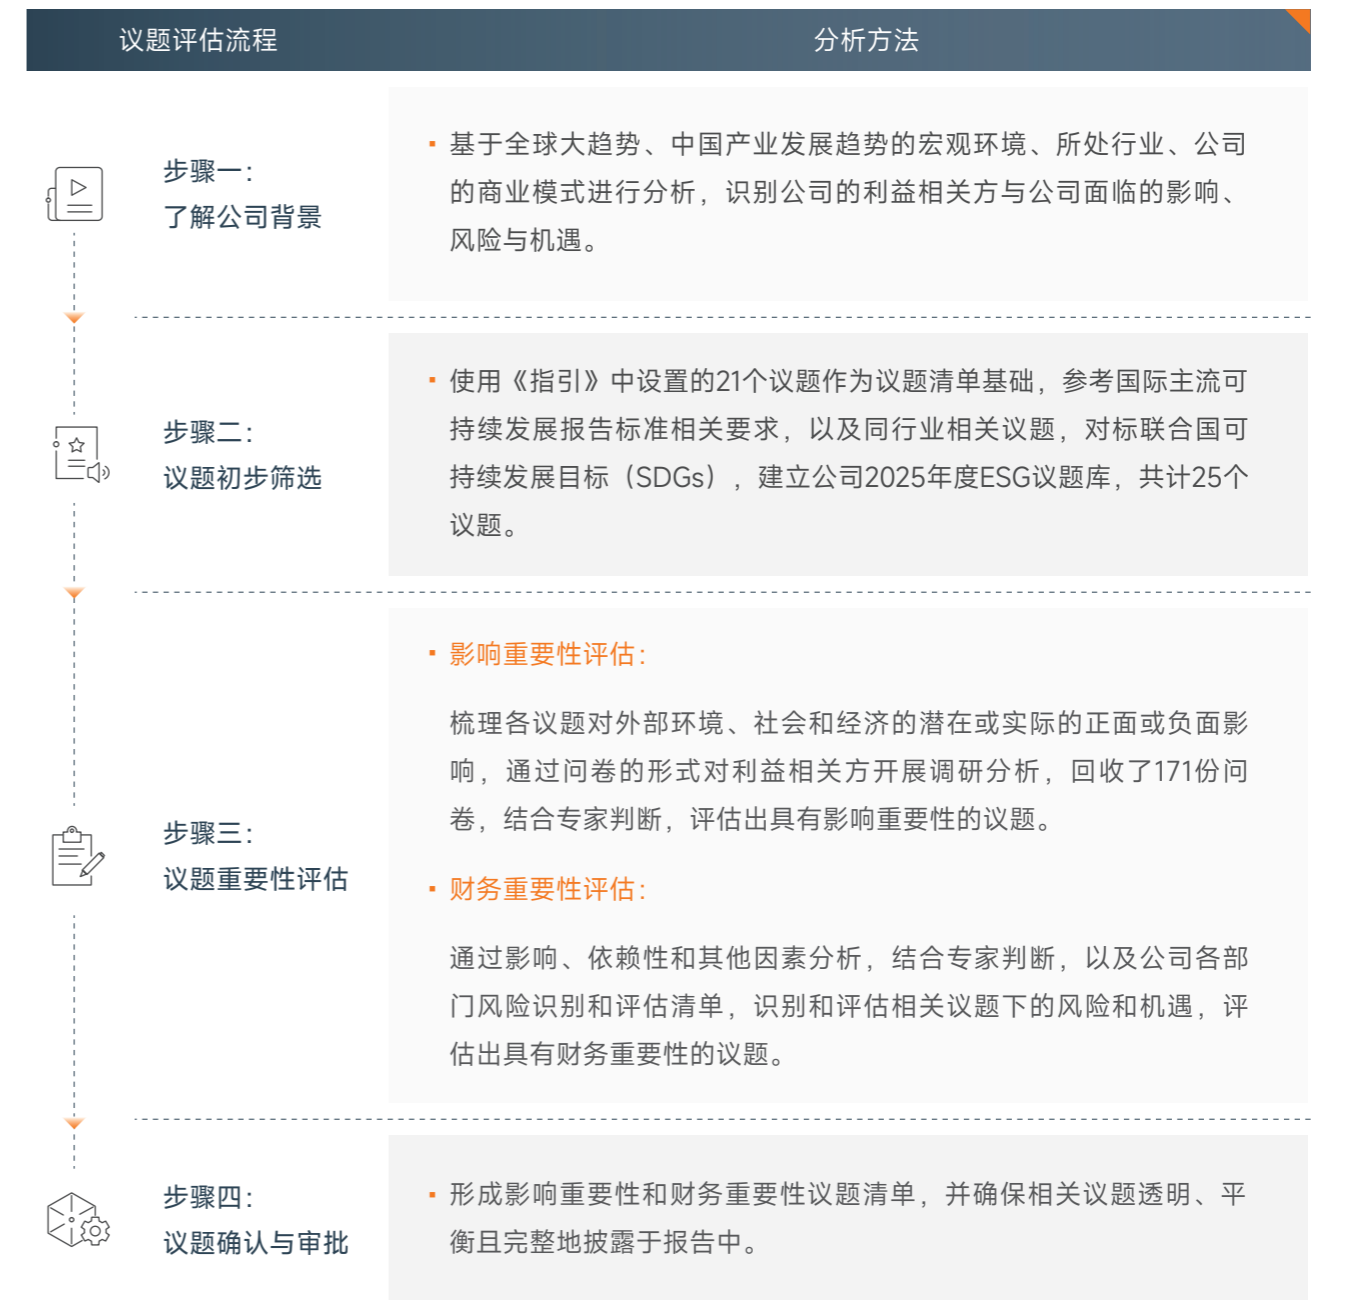 议题评估流程
分析方法
步骤一：
了解公司背景
▪ 基于全球大趋势、中国产业发展趋势的宏观环境、所处行业、公司
的商业模式进行分析，识别公司的利益相关方与公司面临的影响、
风险与机遇。
步骤二：
议题初步筛选
▪ 使用《指引》中设置的21个议题作为议题清单基础，参考国际主流可
持续发展报告标准相关要求，以及同行业相关议题，对标联合国可
持续发展目标（SDGs），建立公司2025年度ESG议题库，共计25个
议题。
步骤三：
议题重要性评估
▪ 影响重要性评估：
梳理各议题对外部环境、社会和经济的潜在或实际的正面或负面影
响，通过问卷的形式对利益相关方开展调研分析，回收了171份问
卷，结合专家判断，评估出具有影响重要性的议题。
▪ 财务重要性评估：
通过影响、依赖性和其他因素分析，结合专家判断，以及公司各部
门风险识别和评估清单，识别和评估相关议题下的风险和机遇，评
估出具有财务重要性的议题。
步骤四：
议题确认与审批
▪ 形成影响重要性和财务重要性议题清单，并确保相关议题透明、平
衡且完整地披露于报告中。